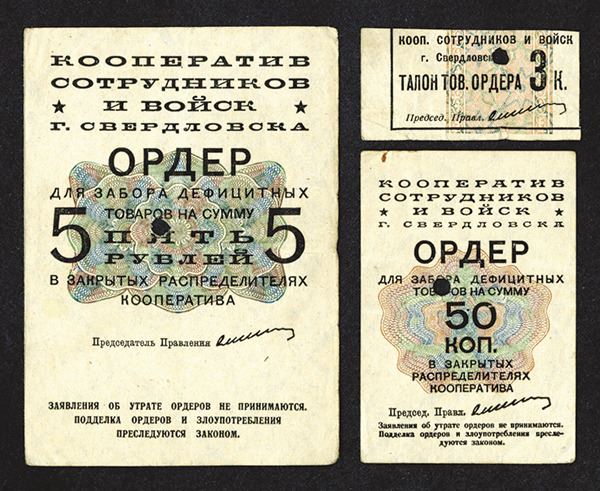 КООПЕРАТИВ
СОТРУДНИКОВ
★ И ВОЙСК ★
Г. СВЕРДЛОВСКА
ОРДЕР
ДЛЯ ЗАБОРА ДЕФИЦИТНЫХ
ТОВАРОВ НА СУММУ
5 ПЯТЬ 5
РУБЛЕЙ
В ЗАКРЫТЫХ РАСПРЕДЕЛИТЕЛЯХ
КООПЕРАТИВА
Председатель Правления
ЗАЯВЛЕНИЯ ОБ УТРАТЕ ОРДЕРОВ НЕ ПРИНИМАЮТСЯ.
ПОДДЕЛКА ОРДЕРОВ И ЗЛОУПОТРЕБЛЕНИЯ
ПРЕСЛЕДУЮТСЯ ЗАКОНОМ.
КООП. СОТРУДНИКОВ И ВОЙСК
г. Свердловска
ТАЛОН ТОВ. ОРДЕРА 3 К.
Председ. Правл.
КООПЕРАТИВ
СОТРУДНИКОВ
★ И ВОЙСК ★
Г. СВЕРДЛОВСКА
ОРДЕР
ДЛЯ ЗАБОРА ДЕФИЦИТНЫХ
ТОВАРОВ НА СУММУ
50
КОП.
В ЗАКРЫТЫХ
РАСПРЕДЕЛИТЕЛЯХ
КООПЕРАТИВА
Председ. Правл.
Заявления об утрате ордеров не принимаются.
Подделка ордеров и злоупотребления пресле-
дуются законом.